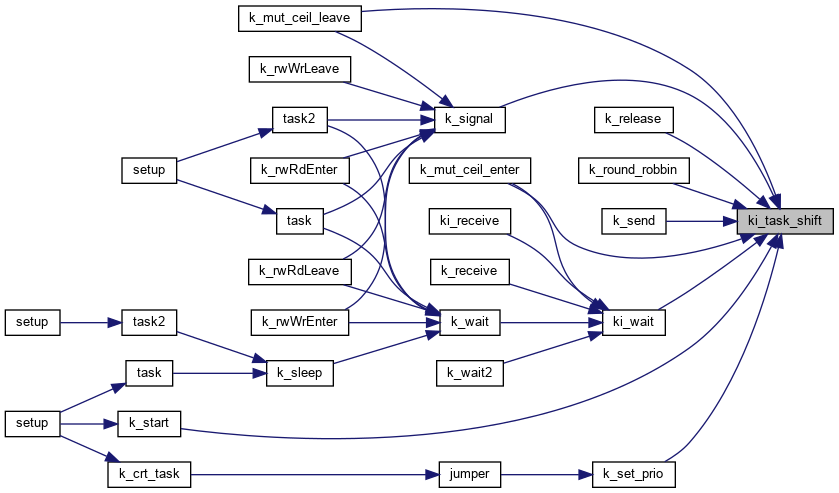 k_mut_ceil_leave
k_rwWrLeave
task2
k_signal
k_release
setup
k_rwRdEnter
k_mut_ceil_enter
k_round_robbin
task
ki_receive
k_send
ki_task_shift
k_rwRdLeave
k_receive
setup
task2
k_rwWrEnter
k_wait
ki_wait
task
k_sleep
k_wait2
setup
k_start
k_crt_task
jumper
k_set_prio